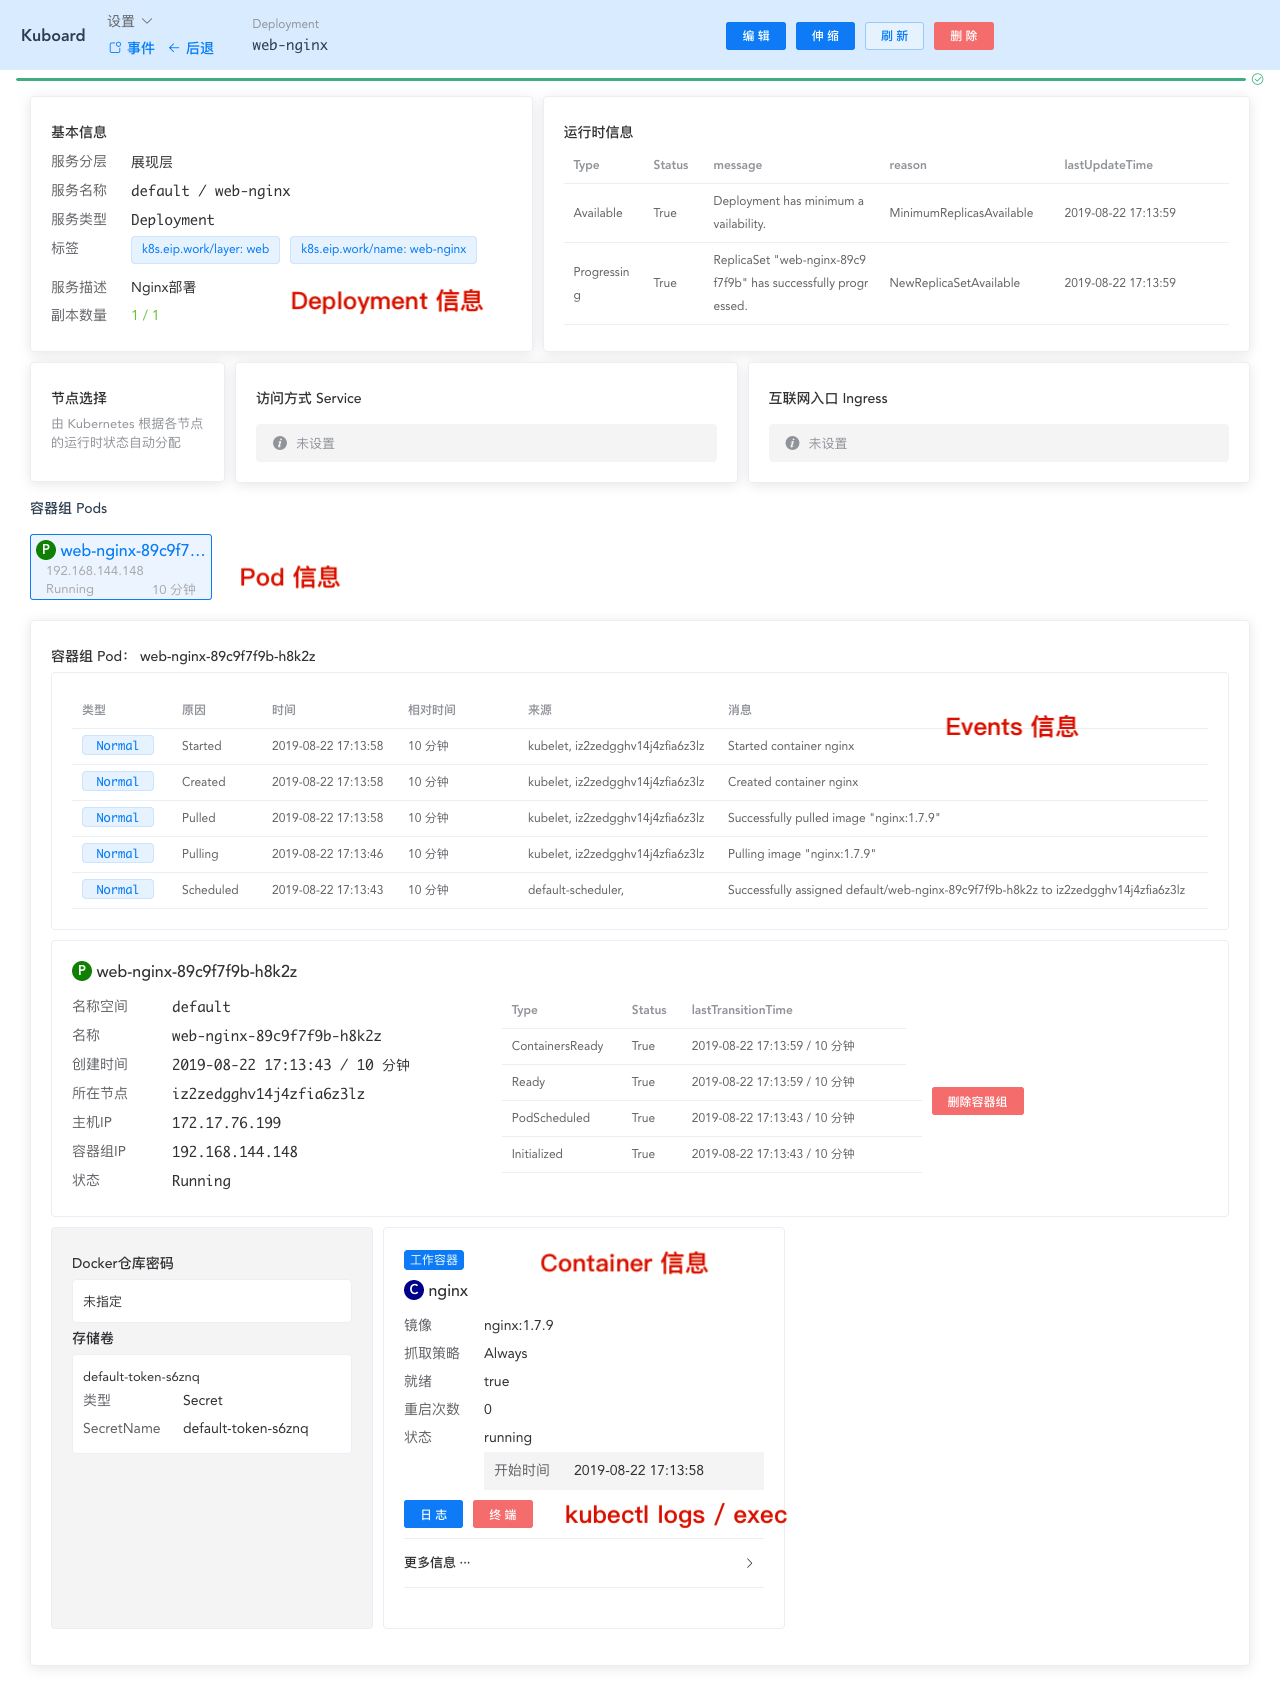 Kuboard
设置
事件 后退
Deployment
web-nginx
编 辑 伸 缩 刷 新 删 除
基本信息
服务分层 展现层
服务名称 default / web-nginx
服务类型 Deployment
标签 k8s.eip.work/layer: web k8s.eip.work/name: web-nginx
服务描述 Nginx部署
副本数量 1 / 1
Deployment 信息
运行时信息
Type Status message reason lastUpdateTime
Available True Deployment has minimum a MinimumReplicasAvailable 2019-08-22 17:13:59
vailability.
Progressin True ReplicaSet "web-nginx-89c9 NewReplicaSetAvailable 2019-08-22 17:13:59
g f7f9b" has successfully progr
essed.
节点选择
由 Kubernetes 根据各节点
的运行时状态自动分配
访问方式 Service
未设置
互联网入口 Ingress
未设置
容器组 Pods
P web-nginx-89c9f7...
192.168.144.148
Running 10 分钟
Pod 信息
容器组 Pod： web-nginx-89c9f7f9b-h8k2z
Events 信息
类型 原因 时间 相对时间 来源 消息
Normal Started 2019-08-22 17:13:58 10 分钟 kubelet, iz2zedgghv14j4zfia6z3lz Started container nginx
Normal Created 2019-08-22 17:13:58 10 分钟 kubelet, iz2zedgghv14j4zfia6z3lz Created container nginx
Normal Pulled 2019-08-22 17:13:58 10 分钟 kubelet, iz2zedgghv14j4zfia6z3lz Successfully pulled image "nginx:1.7.9"
Normal Pulling 2019-08-22 17:13:46 10 分钟 kubelet, iz2zedgghv14j4zfia6z3lz Pulling image "nginx:1.7.9"
Normal Scheduled 2019-08-22 17:13:43 10 分钟 default-scheduler, Successfully assigned default/web-nginx-89c9f7f9b-h8k2z to iz2zedgghv14j4zfia6z3lz
P web-nginx-89c9f7f9b-h8k2z
名称空间 default
名称 web-nginx-89c9f7f9b-h8k2z
创建时间 2019-08-22 17:13:43 / 10 分钟
所在节点 iz2zedgghv14j4zfia6z3lz
主机IP 172.17.76.199
容器组IP 192.168.144.148
状态 Running
Type Status lastTransitionTime
ContainersReady True 2019-08-22 17:13:59 / 10 分钟
Ready True 2019-08-22 17:13:59 / 10 分钟
PodScheduled True 2019-08-22 17:13:43 / 10 分钟
Initialized True 2019-08-22 17:13:43 / 10 分钟
删除容器组
Docker仓库密码
未指定
存储卷
default-token-s6znq
类型 Secret
SecretName default-token-s6znq
工作容器
Container 信息
C nginx
镜像 nginx:1.7.9
抓取策略 Always
就绪 true
重启次数 0
状态 running
开始时间 2019-08-22 17:13:58
日 志 终 端 kubectl logs / exec
更多信息 ...